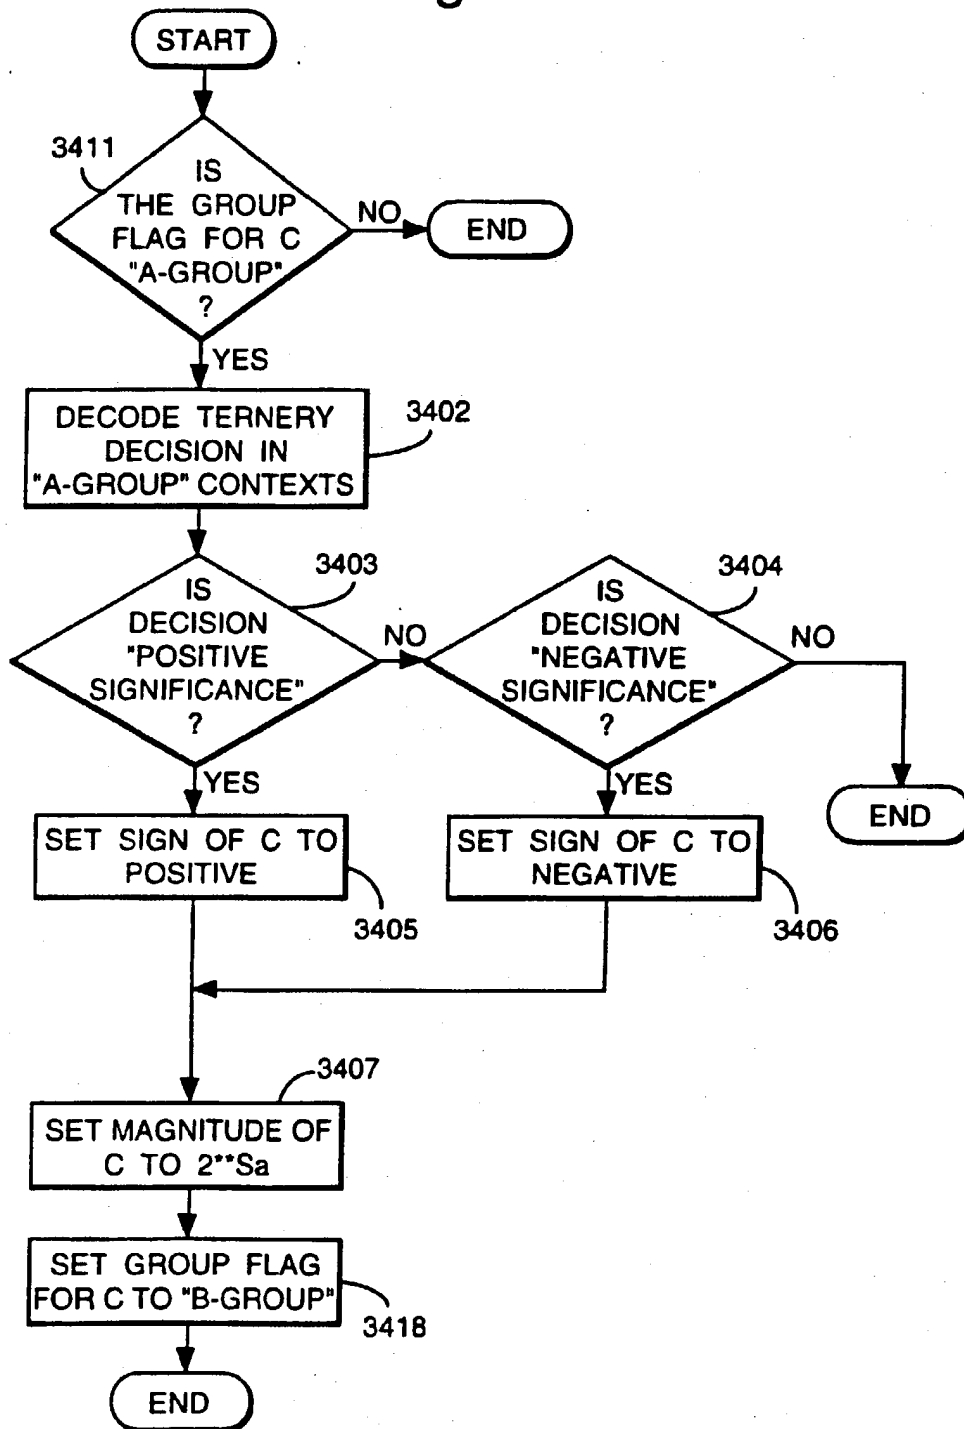 g
START
3411
IS
THE GROUP
FLAG FOR C
"A-GROUP"
?
NO
END
YES
DECODE TERNERY
DECISION IN
"A-GROUP" CONTEXTS
3402
3403
IS
DECISION
"POSITIVE
SIGNIFICANCE"
?
NO
3404
IS
DECISION
"NEGATIVE
SIGNIFICANCE"
?
NO
YES
YES
END
SET SIGN OF C TO
POSITIVE
3405
SET SIGN OF C TO
NEGATIVE
3406
3407
SET MAGNITUDE OF
C TO 2**Sa
SET GROUP FLAG
FOR C TO "B-GROUP"
3418
END